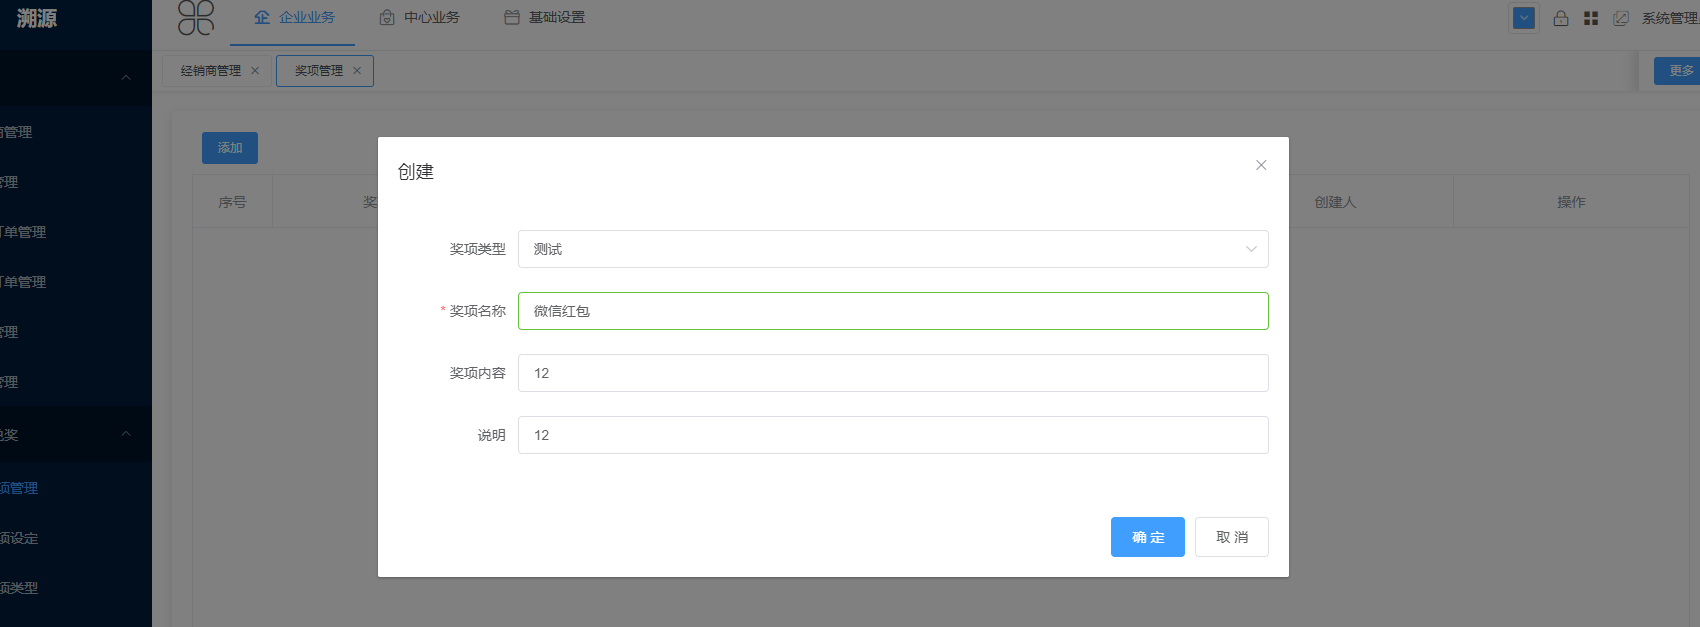 溯源
企业业务
中心业务
基础设置
系统管理
经销商管理
奖项管理
更多
管理
管理
单管理
单管理
管理
管理
奖
项管理
项设定
项类型
添加
序号
奖
创建人
操作
创建
奖项类型
测试
* 奖项名称
微信红包
奖项内容
12
说明
12
确 定
取 消